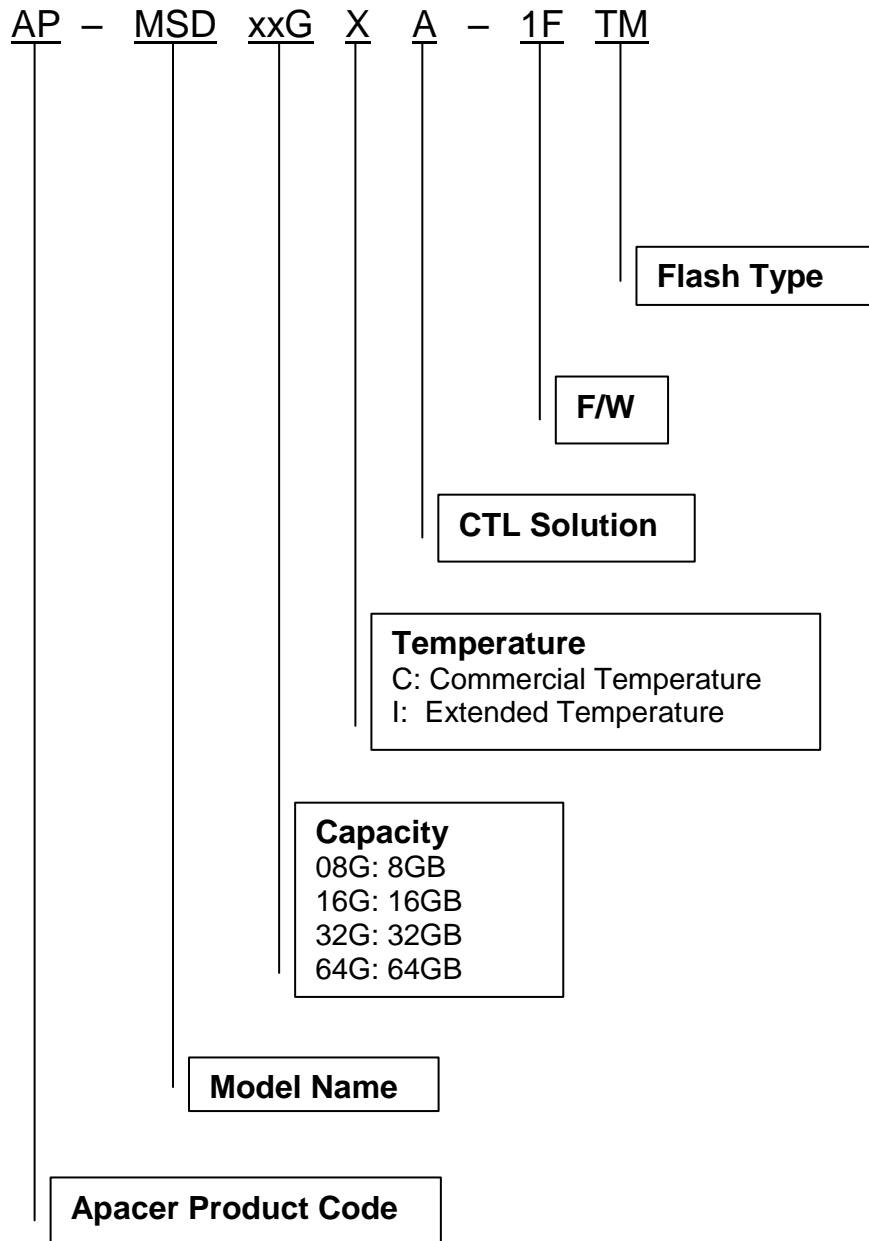 AP – MSD xxG X A – 1F TM
Flash Type
F/W
CTL Solution
Temperature
C: Commercial Temperature
I: Extended Temperature
Capacity
08G: 8GB
16G: 16GB
32G: 32GB
64G: 64GB
Model Name
Apacer Product Code